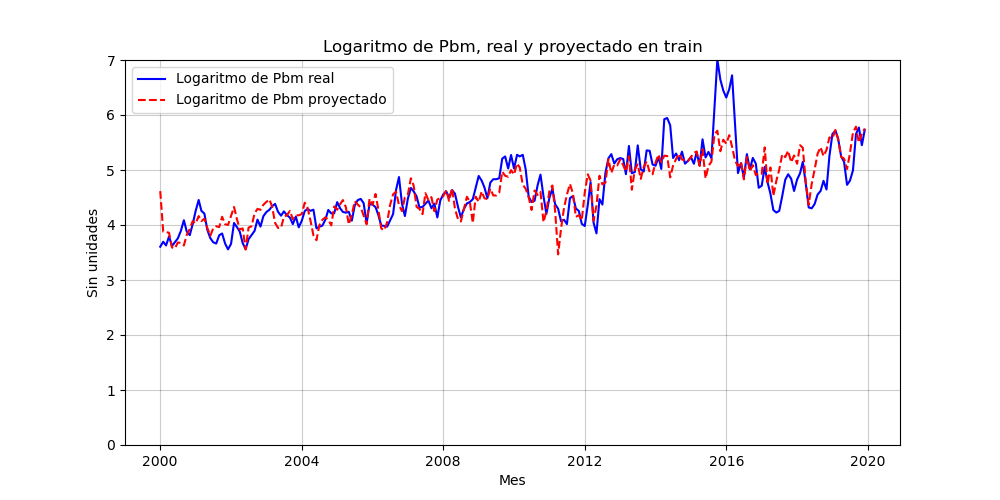 Logaritmo de Pbm, real y proyectado en train
Logaritmo de Pbm real
Logaritmo de Pbm proyectado
7
6
5
4
3
2
1
0
Sin unidades
2000 2004 2008 2012 2016 2020
Mes